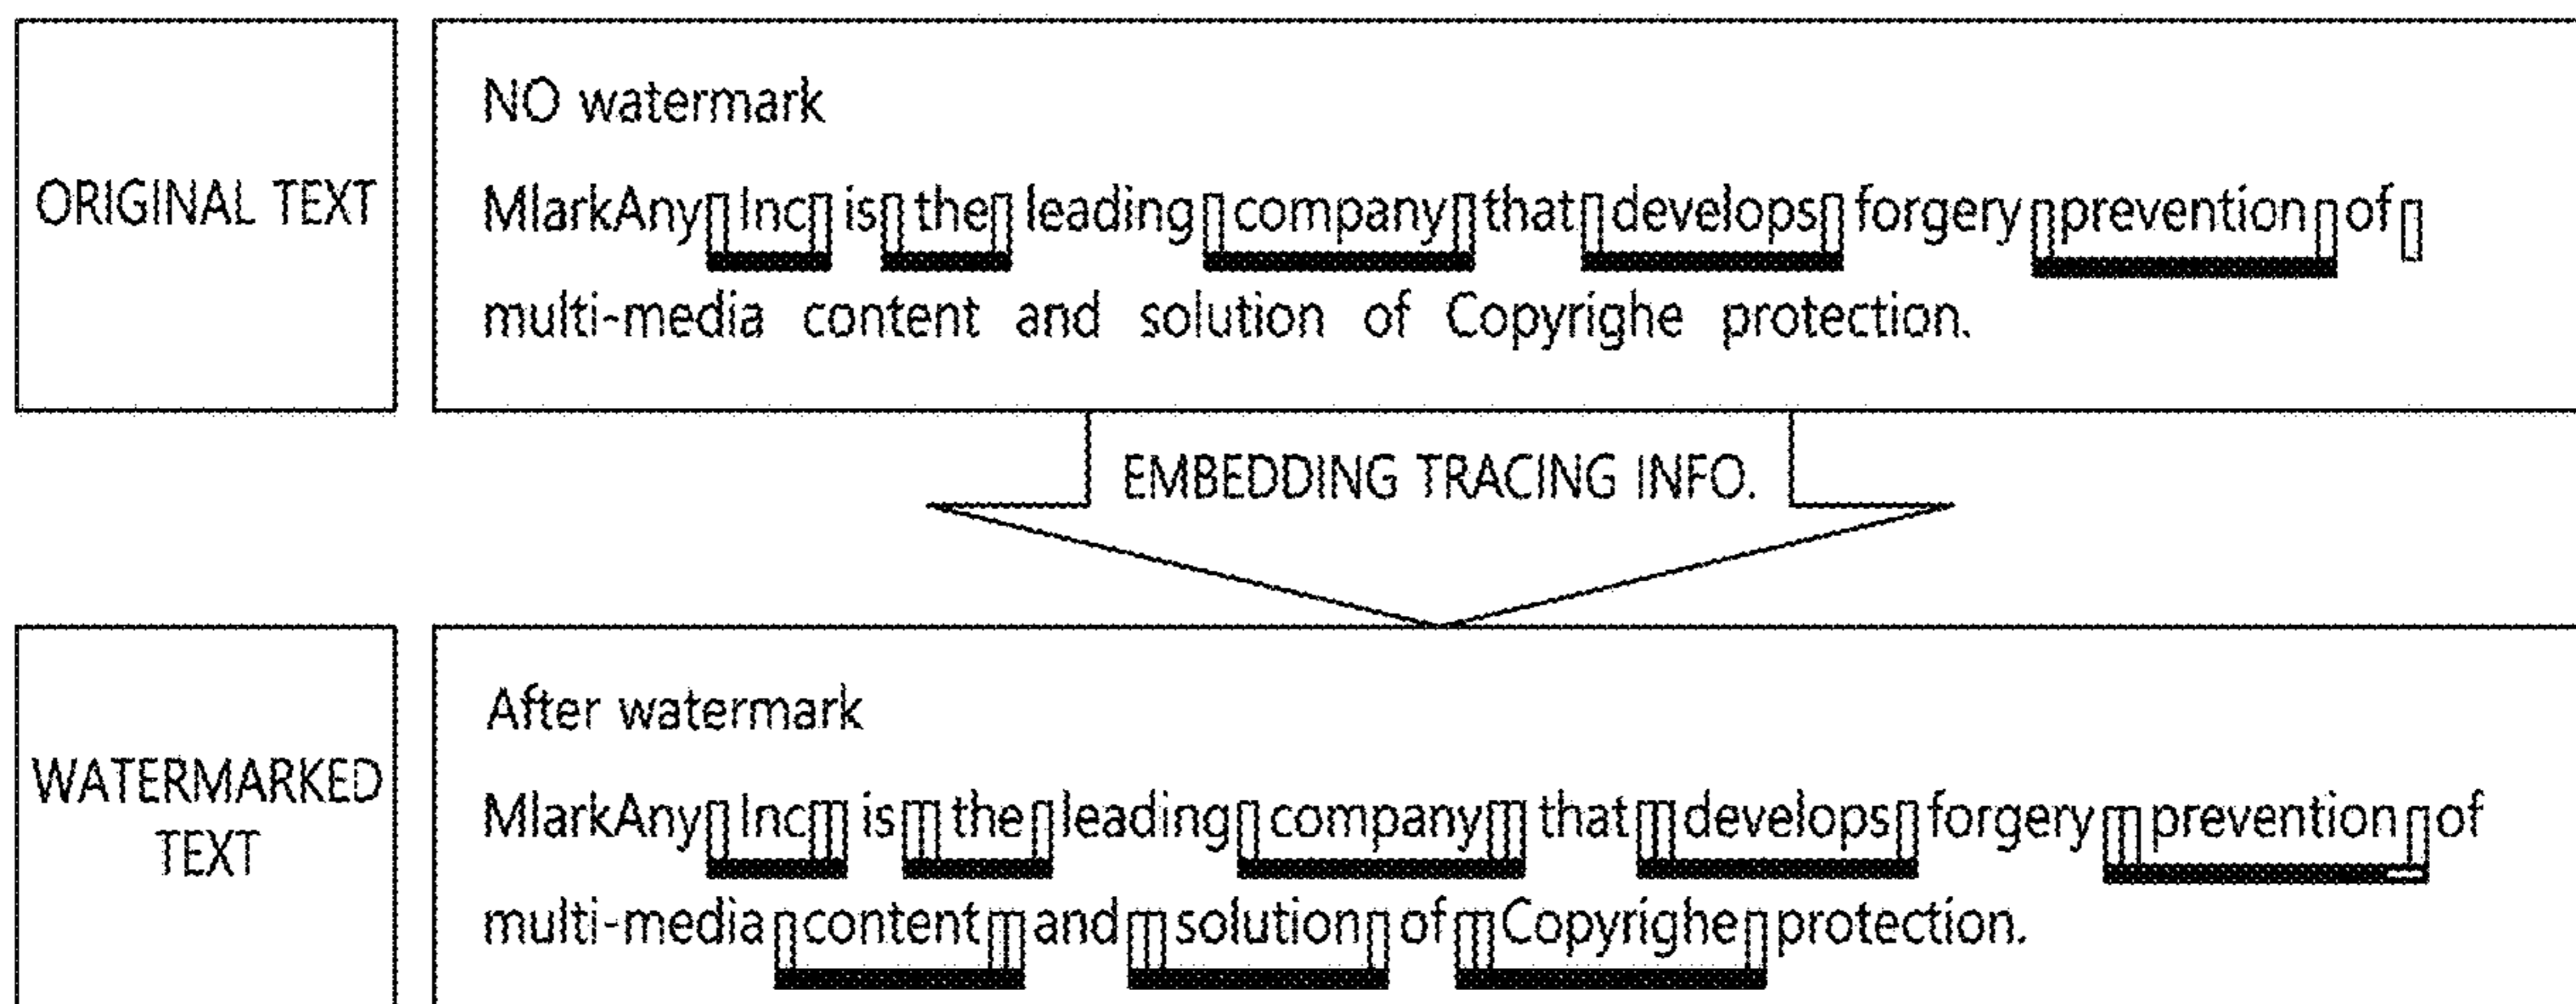 ORIGINAL TEXT
NO watermark
MlarkAny Inc is the leading company that develops forgery prevention of
multi-media content and solution of Copyrighe protection.
EMBEDDING TRACING INFO.
WATERMARKED
TEXT
After watermark
MlarkAny Inc is the leading company that develops forgery prevention of
multi-media content and solution of Copyrighe protection.